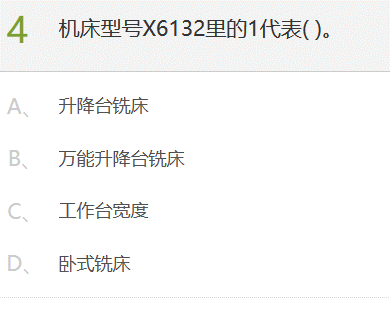 4 机床型号X6132里的1代表( )。
A、 升降台铣床
B、 万能升降台铣床
C、 工作台宽度
D、 卧式铣床